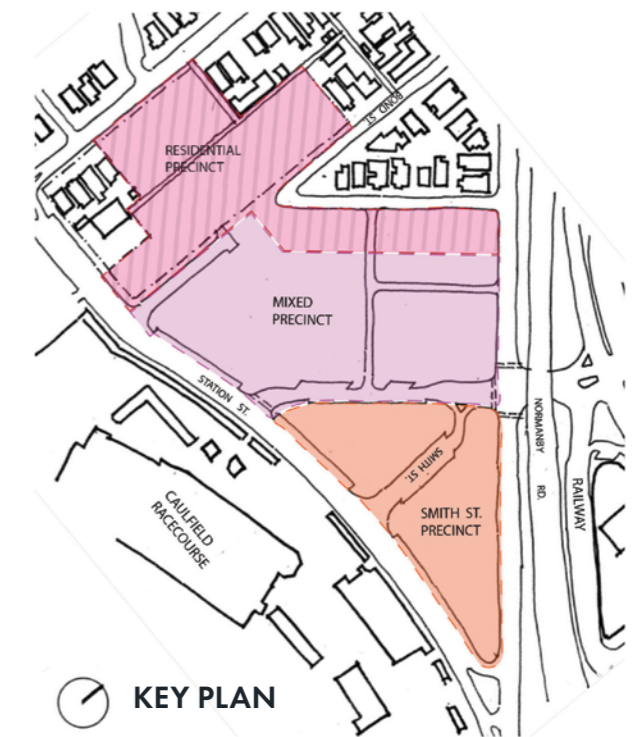 BOND ST.
RESIDENTIAL
PRECINCT
MIXED
PRECINCT
STATION ST.
NORMANBY RD.
SMITH ST.
SMITH ST.
PRECINCT
RAILWAY
CAULFIELD
RACECOURSE
KEY PLAN